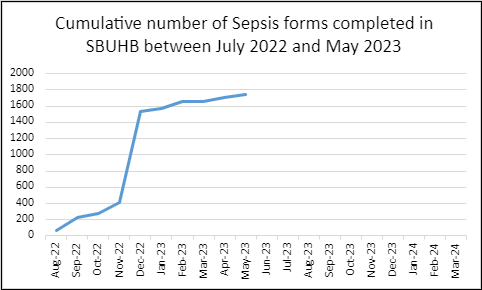 Cumulative number of Sepsis forms completed in
SBUHB between July 2022 and May 2023
2000
1800
1600
1400
1200
1000
800
600
400
200
0
Aug-22
Sep-22
Oct-22
Nov-22
Dec-22
Jan-23
Feb-23
Mar-23
Apr-23
May-23
Jun-23
Jul-23
Aug-23
Sep-23
Oct-23
Nov-23
Dec-23
Jan-24
Feb-24
Mar-24